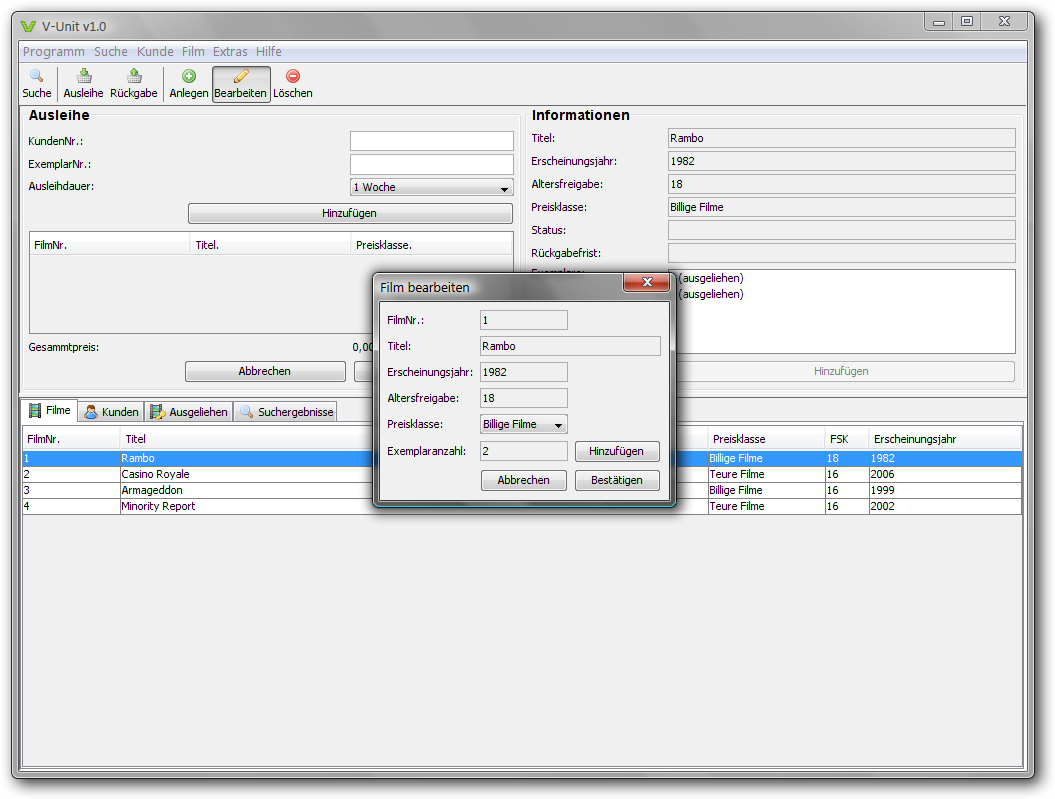 V-Unit v1.0
Programm Suche Kunde Film Extras Hilfe
Suche Ausleihe Rückgabe Anlegen Bearbeiten Löschen
Ausleihe
KundenNr.:
ExemplarNr.:
Ausleihdauer: 1 Woche
Hinzufügen
FilmNr. Titel. Preisklasse.
Gesammtpreis: 0,00
Abbrechen
Informationen
Titel: Rambo
Erscheinungsjahr: 1982
Altersfreigabe: 18
Preisklasse: Billige Filme
Status:
Rückgabefrist:
(ausgeliehen)
(ausgeliehen)
Hinzufügen
Film bearbeiten
FilmNr.: 1
Titel: Rambo
Erscheinungsjahr: 1982
Altersfreigabe: 18
Preisklasse: Billige Filme
Exemplaranzahl: 2 Hinzufügen
Abbrechen Bestätigen
Filme Kunden Ausgeliehen Suchergebnisse
FilmNr. Titel Preisklasse FSK Erscheinungsjahr
1 Rambo Billige Filme 18 1982
2 Casino Royale Teure Filme 16 2006
3 Armageddon Billige Filme 16 1999
4 Minority Report Teure Filme 16 2002